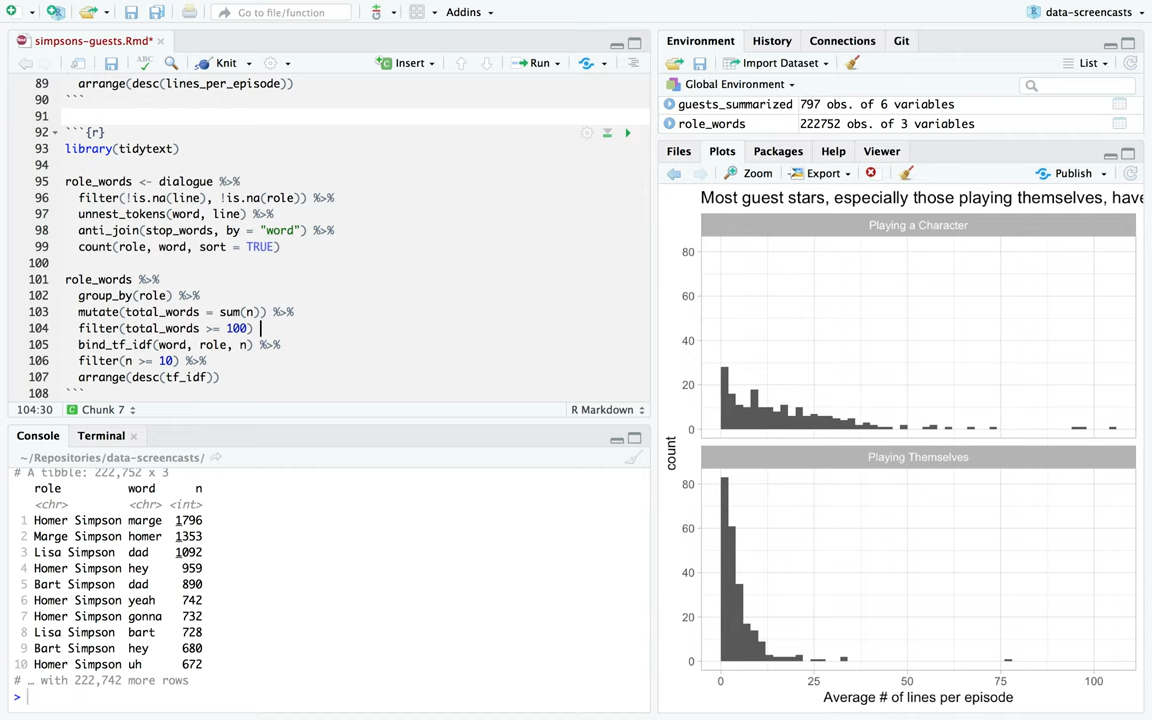 Go to file/function
Addins
data-screencasts
simpsons-guests.Rmd*
Environment
History
Connections
Git
ABC
Knit
Insert
Run
Import Dataset
List
Global Environment
guests_summarized 797 obs. of 6 variables
role_words 222752 obs. of 3 variables
89 arrange(desc(lines_per_episode))
90 ```
91
92 ```{r}
93 library(tidytext)
94
95 role_words <- dialogue %>%
96 filter(!is.na(line), !is.na(role)) %>%
97 unnest_tokens(word, line) %>%
98 anti_join(stop_words, by = "word") %>%
99 count(role, word, sort = TRUE)
100
101 role_words %>%
102 group_by(role) %>%
103 mutate(total_words = sum(n)) %>%
104 filter(total_words >= 100)
105 bind_tf_idf(word, role, n) %>%
106 filter(n >= 10) %>%
107 arrange(desc(tf_idf))
108 ```
104:30 Chunk 7 R Markdown
Console Terminal
~/Repositories/data-screencasts/
# A tibble: 222,752 x 3
role word n
<chr> <chr> <int>
1 Homer Simpson marge 1796
2 Marge Simpson homer 1353
3 Lisa Simpson dad 1092
4 Homer Simpson hey 959
5 Bart Simpson dad 890
6 Homer Simpson yeah 742
7 Homer Simpson gonna 732
8 Lisa Simpson bart 728
9 Bart Simpson hey 680
10 Homer Simpson uh 672
# … with 222,742 more rows
>
Files Plots Packages Help Viewer
Zoom Export Publish
Most guest stars, especially those playing themselves, have
Playing a Character
80
60
40
20
0
count
Playing Themselves
80
60
40
20
0
0 25 50 75 100
Average # of lines per episode